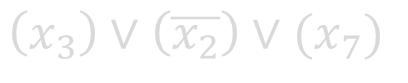 (x₃) ∨ (x̅₂) ∨ (x₇)